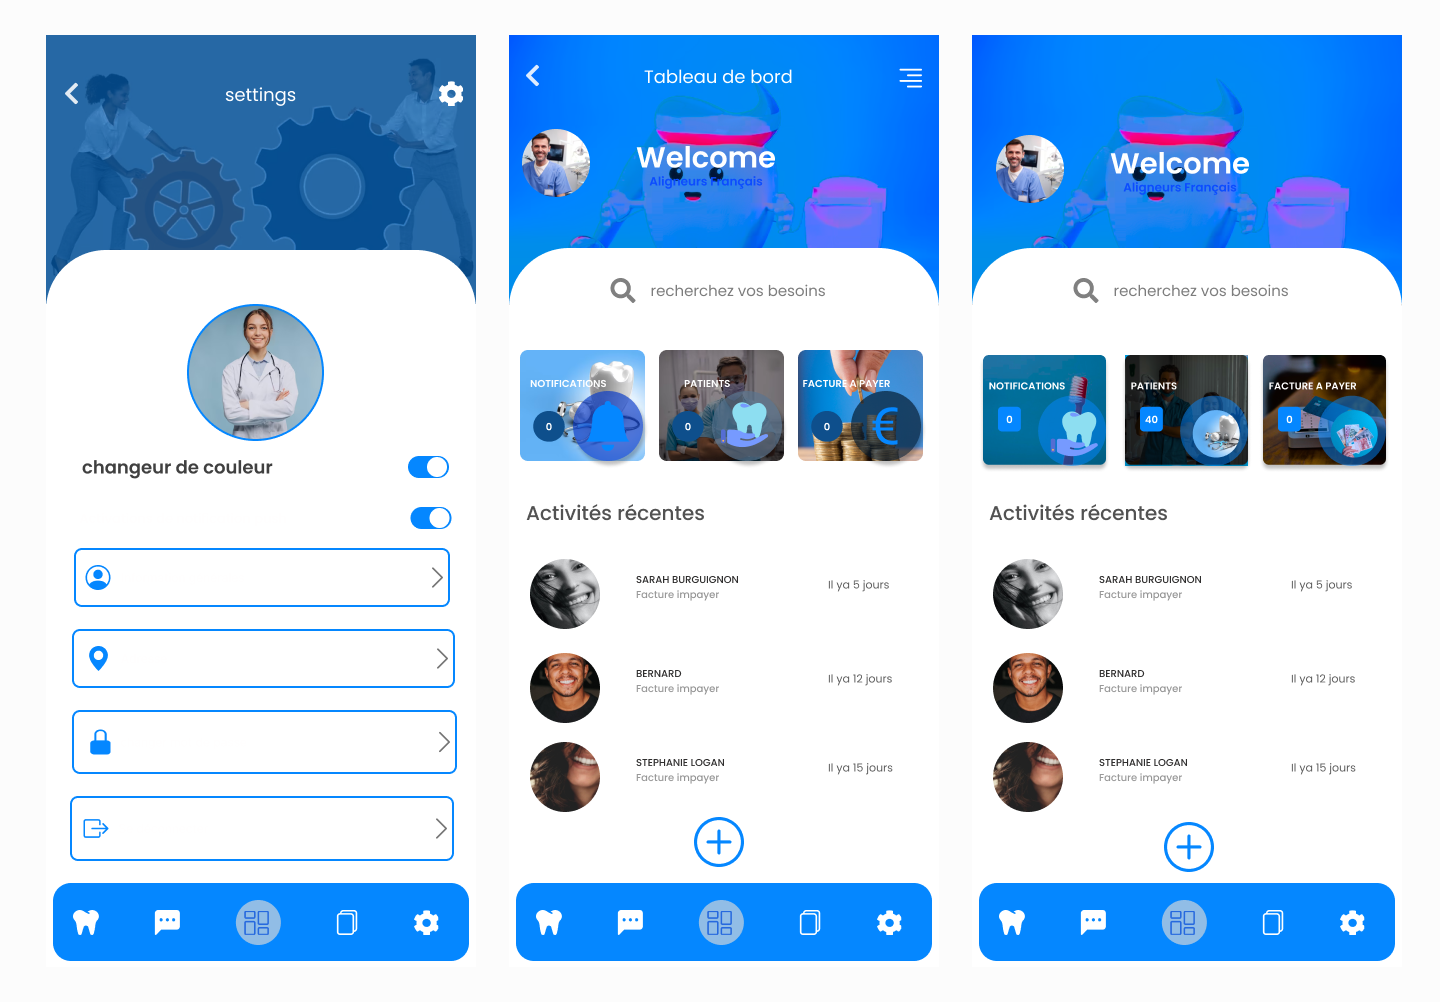 settings
changeur de couleur
Tableau de bord
Welcome
Aligneurs Français
recherchez vos besoins
NOTIFICATIONS
0
PATIENTS
0
FACTURE A PAYER
0
€
Activités récentes
SARAH BURGUIGNON
Facture impayer
Il ya 5 jours
BERNARD
Facture impayer
Il ya 12 jours
STEPHANIE LOGAN
Facture impayer
Il ya 15 jours
Welcome
Aligneurs Français
recherchez vos besoins
NOTIFICATIONS
0
PATIENTS
40
FACTURE A PAYER
0
Activités récentes
SARAH BURGUIGNON
Facture impayer
Il ya 5 jours
BERNARD
Facture impayer
Il ya 12 jours
STEPHANIE LOGAN
Facture impayer
Il ya 15 jours